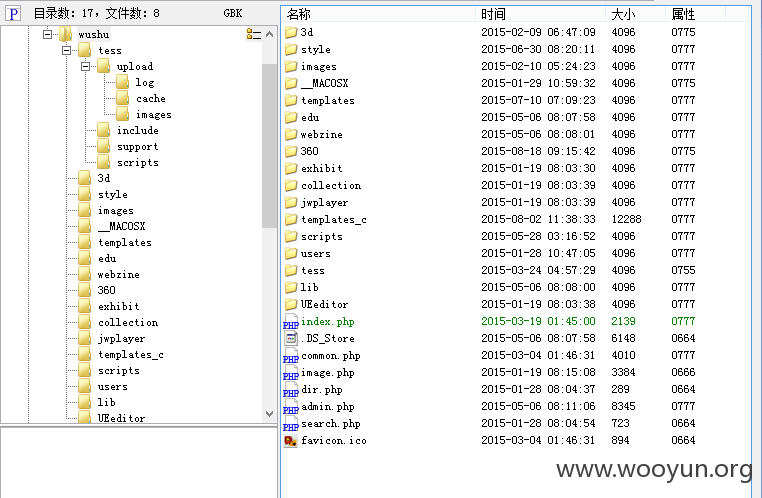 目录数：17，文件数：8 GBK
wushu
tess
upload
log
cache
images
include
support
scripts
3d
style
images
__MACOSX
templates
edu
webzine
360
exhibit
collection
jwplayer
templates_c
scripts
users
lib
UEeditor
名称 时间 大小 属性
3d 2015-02-09 06:47:09 4096 0775
style 2015-06-30 08:20:11 4096 0777
images 2015-02-10 05:24:23 4096 0777
__MACOSX 2015-01-29 10:59:32 4096 0775
templates 2015-07-10 07:09:23 4096 0777
edu 2015-05-06 08:07:58 4096 0777
webzine 2015-05-06 08:08:01 4096 0777
360 2015-08-18 09:15:42 4096 0775
exhibit 2015-01-19 08:03:30 4096 0777
collection 2015-01-19 08:03:39 4096 0777
jwplayer 2015-01-19 08:03:39 4096 0777
templates_c 2015-08-02 11:38:33 12288 0777
scripts 2015-05-28 03:16:52 4096 0777
users 2015-01-28 10:47:05 4096 0777
tess 2015-03-24 04:57:29 4096 0755
lib 2015-05-06 08:08:00 4096 0777
UEeditor 2015-01-19 08:03:38 4096 0777
index.php 2015-03-19 01:45:00 2139 0777
.DS_Store 2015-05-06 08:07:58 6148 0664
common.php 2015-03-04 01:46:31 4010 0777
image.php 2015-01-19 08:15:08 3384 0666
dir.php 2015-01-28 08:04:37 289 0664
admin.php 2015-05-06 08:11:06 8345 0777
search.php 2015-01-28 08:04:54 723 0664
favicon.ico 2015-03-04 01:46:31 894 0664
www.wooyun.org